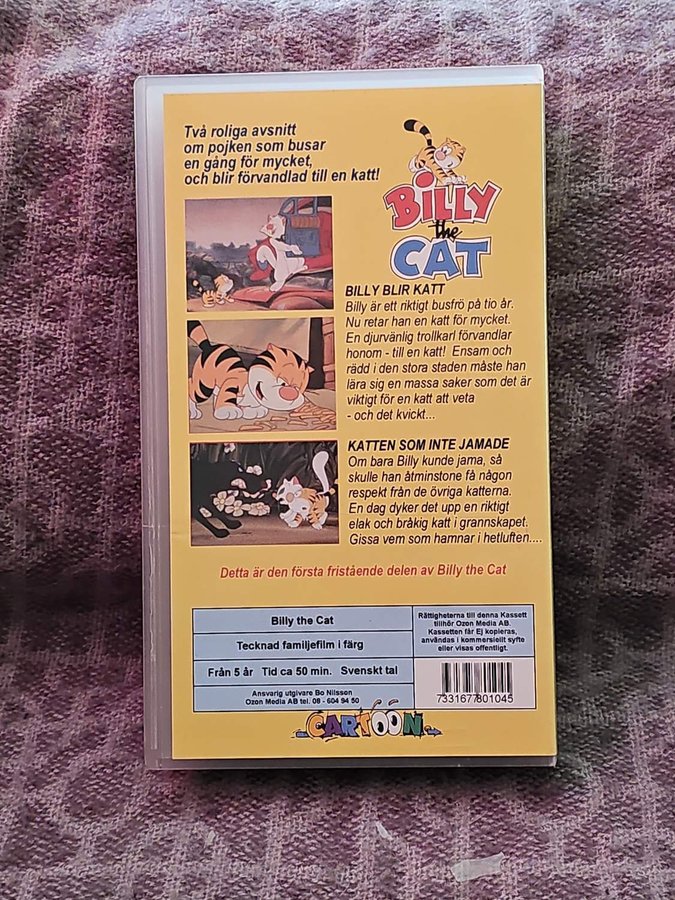 Två roliga avsnitt
om pojken som busar
en gång för mycket,
och blir förvandlad till en katt!
BiLLY
the
CAT
BILLY BLIR KATT
Billy är ett riktigt busfrö på tio år.
Nu retar han en katt för mycket.
En djurvänlig trollkarl förvandlar
honom - till en katt! Ensam och
rädd i den stora staden måste han
lära sig en massa saker som det är
viktigt för en katt att veta
- och det kvickt...
KATTEN SOM INTE JAMADE
Om bara Billy kunde jama, så
skulle han åtminstone få någon
respekt från de övriga katterna.
En dag dyker det upp en riktigt
elak och bråkig katt i grannskapet.
Gissa vem som hamnar i hetluften....
Detta är den första fristående delen av Billy the Cat
Billy the Cat
Tecknad familjefilm i färg
Från 5 år Tid ca 50 min. Svenskt tal
Ansvarig utgivare Bo Nilsson
Ozon Media AB tel. 08 - 604 94 50
Rättigheterna till denna Kassett
tillhör Ozon Media AB.
Kassetten får Ej kopieras,
användas i kommersiellt syfte
eller visas offentligt.
7331677801045
CARTOON